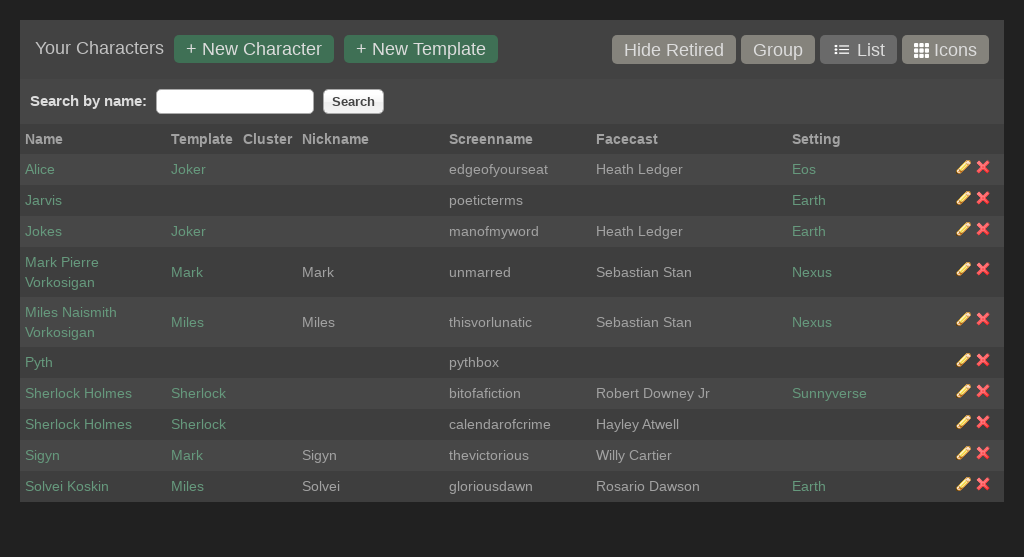 Your Characters + New Character + New Template Hide Retired Group List Icons
Search by name: Search
Name Template Cluster Nickname Screenname Facecast Setting
Alice Joker edgeofyourseat Heath Ledger Eos
Jarvis poeticterms Earth
Jokes Joker manofmyword Heath Ledger Earth
Mark Pierre
Vorkosigan Mark Mark unmarred Sebastian Stan Nexus
Miles Naismith
Vorkosigan Miles Miles thisvorlunatic Sebastian Stan Nexus
Pyth pythbox
Sherlock Holmes Sherlock bitofafiction Robert Downey Jr Sunnyverse
Sherlock Holmes Sherlock calendarofcrime Hayley Atwell
Sigyn Mark Sigyn thevictorious Willy Cartier
Solvei Koskin Miles Solvei gloriousdawn Rosario Dawson Earth